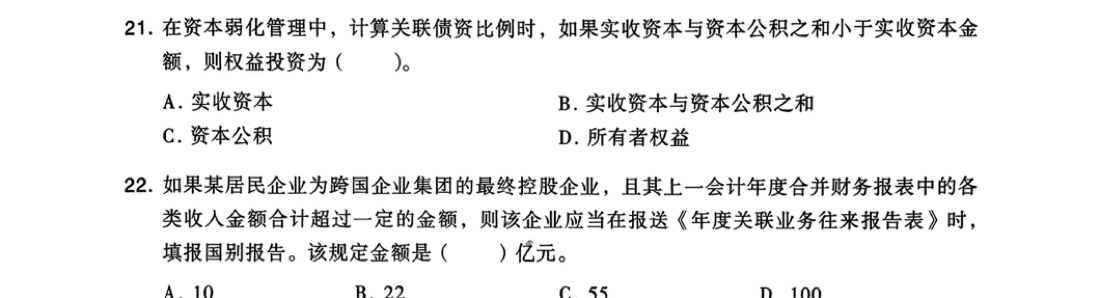 21. 在资本弱化管理中，计算关联债资比例时，如果实收资本与资本公积之和小于实收资本金
额，则权益投资为（　　）。
A. 实收资本　　B. 实收资本与资本公积之和
C. 资本公积　　D. 所有者权益
22. 如果某居民企业为跨国企业集团的最终控股企业，且其上一会计年度合并财务报表中的各
类收入金额合计超过一定的金额，则该企业应当在报送《年度关联业务往来报告表》时，
填报国别报告。该规定金额是（　　）亿元。
A. 10　　B. 22　　C. 55　　D. 100